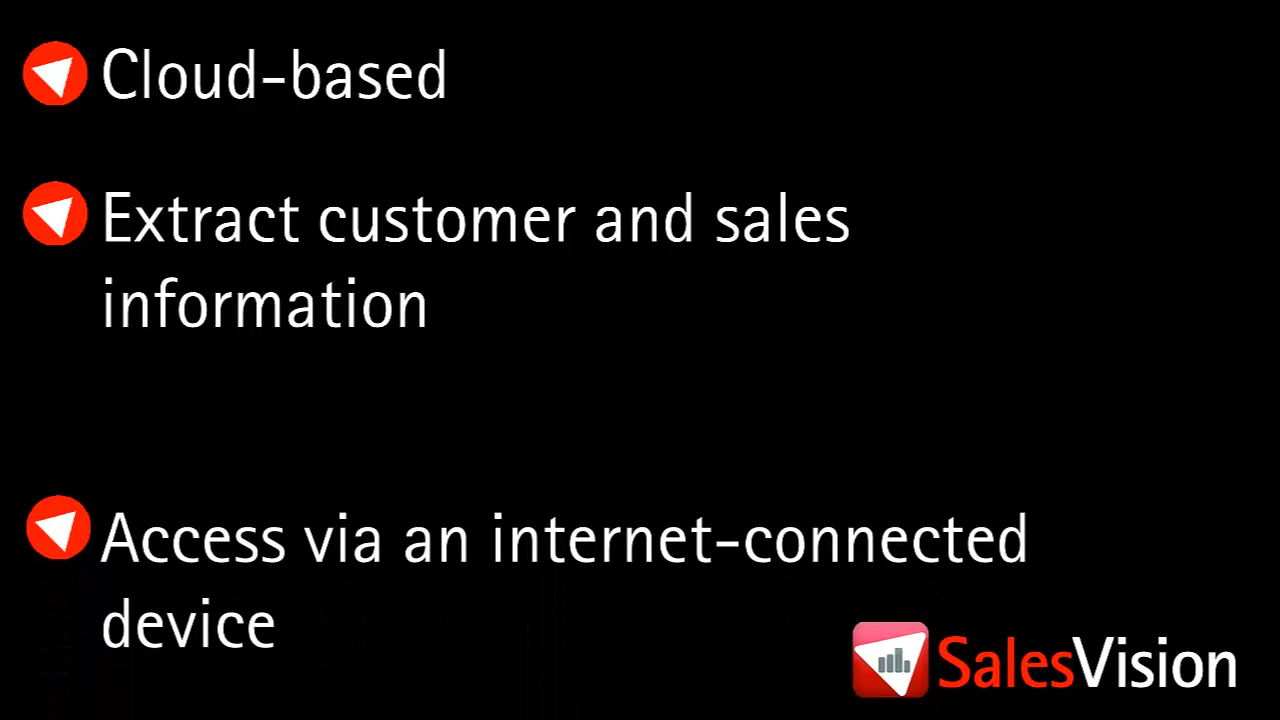 Cloud-based
Extract customer and sales
information
Access via an internet-connected
device
SalesVision